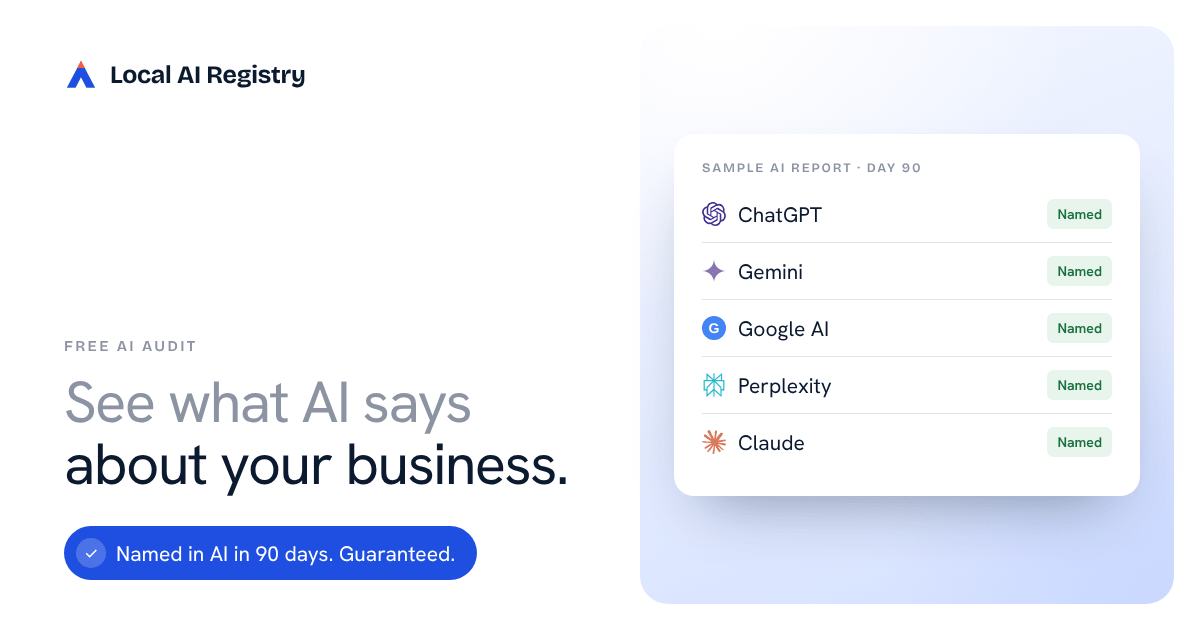 Local AI Registry
FREE AI AUDIT
See what AI says
about your business.
Named in AI in 90 days. Guaranteed.
SAMPLE AI REPORT · DAY 90
ChatGPT Named
Gemini Named
G Google AI Named
Perplexity Named
Claude Named